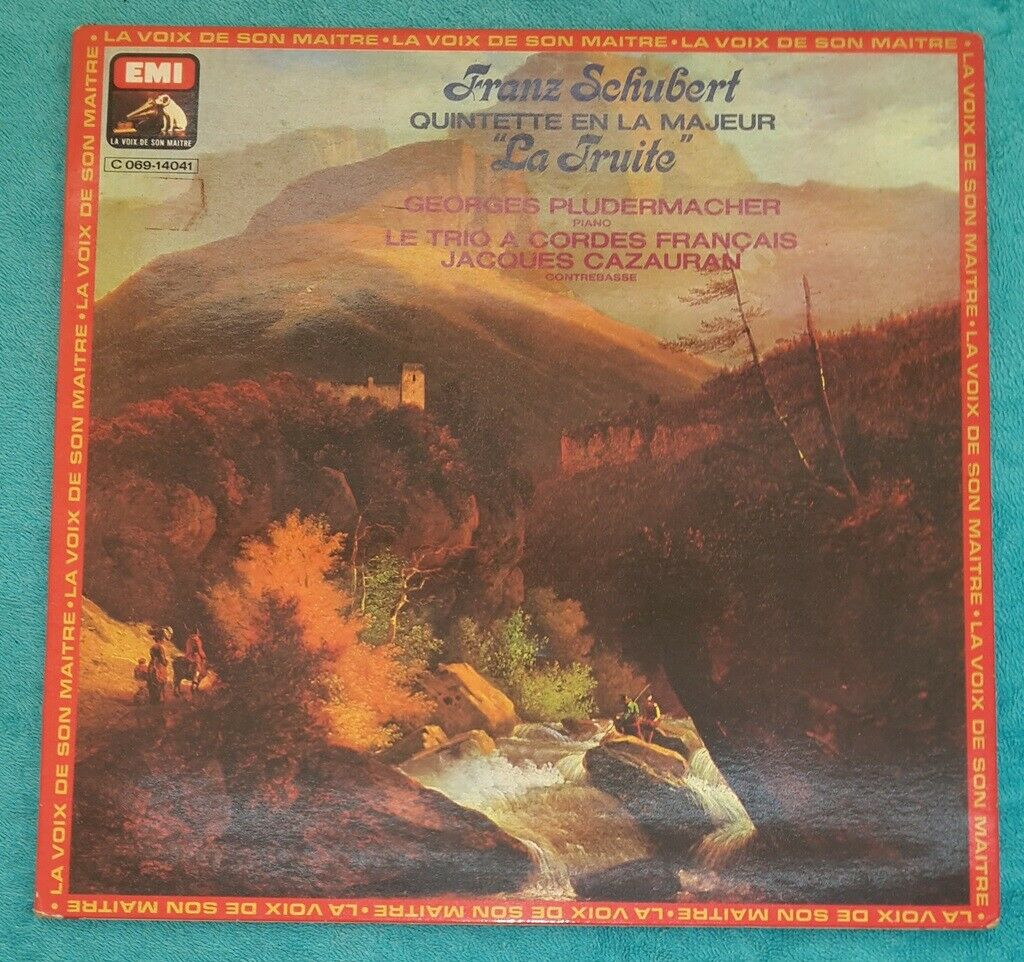 LA VOIX DE SON MAITRE • LA VOIX DE SON MAITRE • LA VOIX DE SON MAITRE •
EMI
LA VOIX DE SON MAITRE
C 069-14041
Franz Schubert
QUINTETTE EN LA MAJEUR
"La Truite"
GEORGES PLUDERMACHER
PIANO
LE TRIO A CORDES FRANÇAIS
JACQUES CAZAURAN
CONTREBASSE
LA VOIX DE SON MAITRE • LA VOIX DE SON MAITRE • LA VOIX DE SON MAITRE •
LA VOIX DE SON MAITRE • LA VOIX DE SON MAITRE • LA VOIX DE SON MAITRE •
LA VOIX DE SON MAITRE • LA VOIX DE SON MAITRE • LA VOIX DE SON MAITRE •